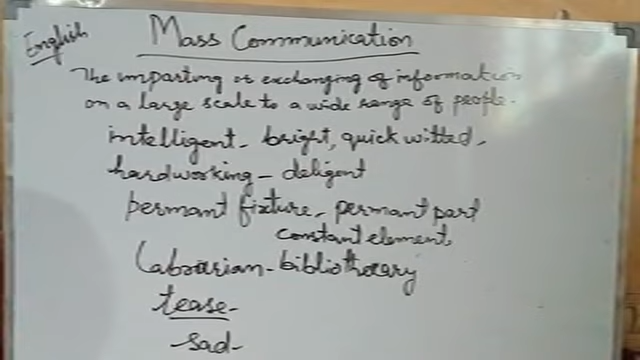 English
Mass Communication
The imparting or exchanging of information
on a large scale to a wide range of people.
intelligent - bright, quick witted,
hardworking - deligent
permant fixture - permant part
constant element,
Labrarian - bibliothecary
tease -
sad -